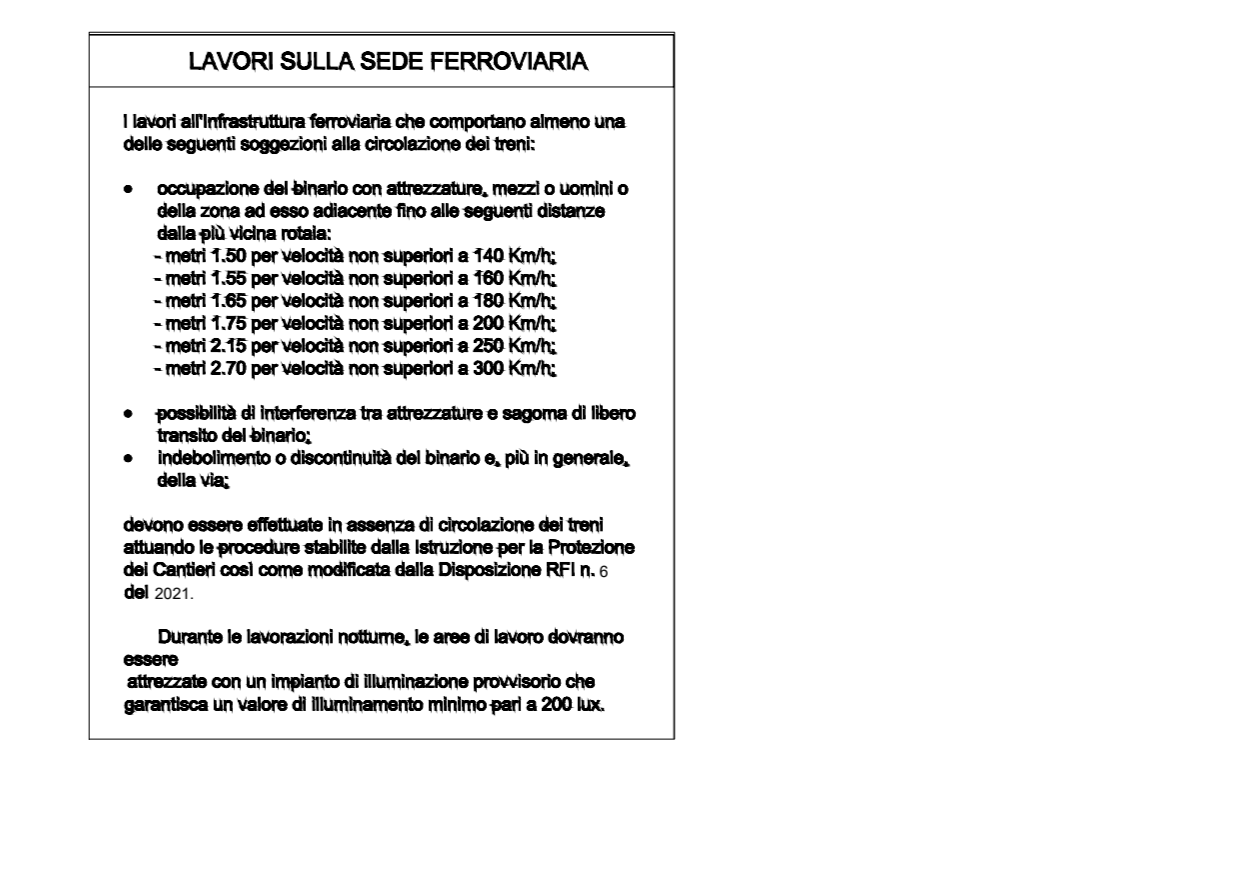 LAVORI SULLA SEDE FERROVIARIA
I lavori all'Infrastruttura ferroviaria che comportano almeno una
delle seguenti soggezioni alla circolazione dei treni:
• occupazione del binario con attrezzature, mezzi o uomini o
della zona ad esso adiacente fino alle seguenti distanze
dalla più vicina rotaia:
- metri 1.50 per velocità non superiori a 140 Km/h;
- metri 1.55 per velocità non superiori a 160 Km/h;
- metri 1.65 per velocità non superiori a 180 Km/h;
- metri 1.75 per velocità non superiori a 200 Km/h;
- metri 2.15 per velocità non superiori a 250 Km/h;
- metri 2.70 per velocità non superiori a 300 Km/h;
• possibilità di interferenza tra attrezzature e sagoma di libero
transito del binario;
• indebolimento o discontinuità del binario e, più in generale,
della via;
devono essere effettuate in assenza di circolazione dei treni
attuando le procedure stabilite dalla Istruzione per la Protezione
dei Cantieri così come modificata dalla Disposizione RFI n. 6
del 2021.
Durante le lavorazioni notturne, le aree di lavoro dovranno
essere
attrezzate con un impianto di illuminazione provvisorio che
garantisca un valore di illuminamento minimo pari a 200 lux.